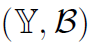 (𝕐, 𝓑)